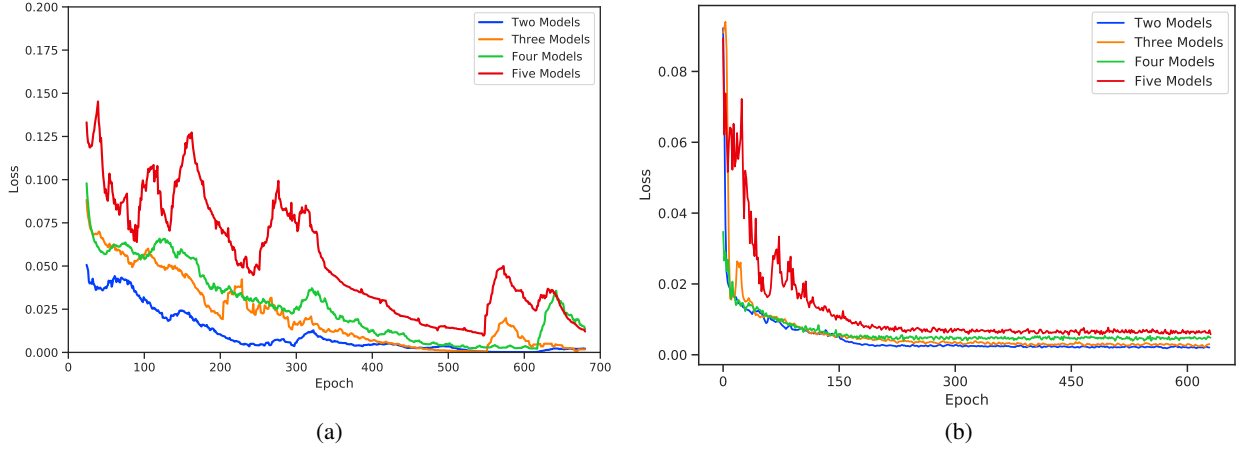 0.200
0.175
0.150
0.125
0.100
0.075
0.050
0.025
0.000
Loss
0 100 200 300 400 500 600 700
Epoch
Two Models
Three Models
Four Models
Five Models
(a)
0.08
0.06
0.04
0.02
0.00
Loss
0 150 300 450 600
Epoch
Two Models
Three Models
Four Models
Five Models
(b)